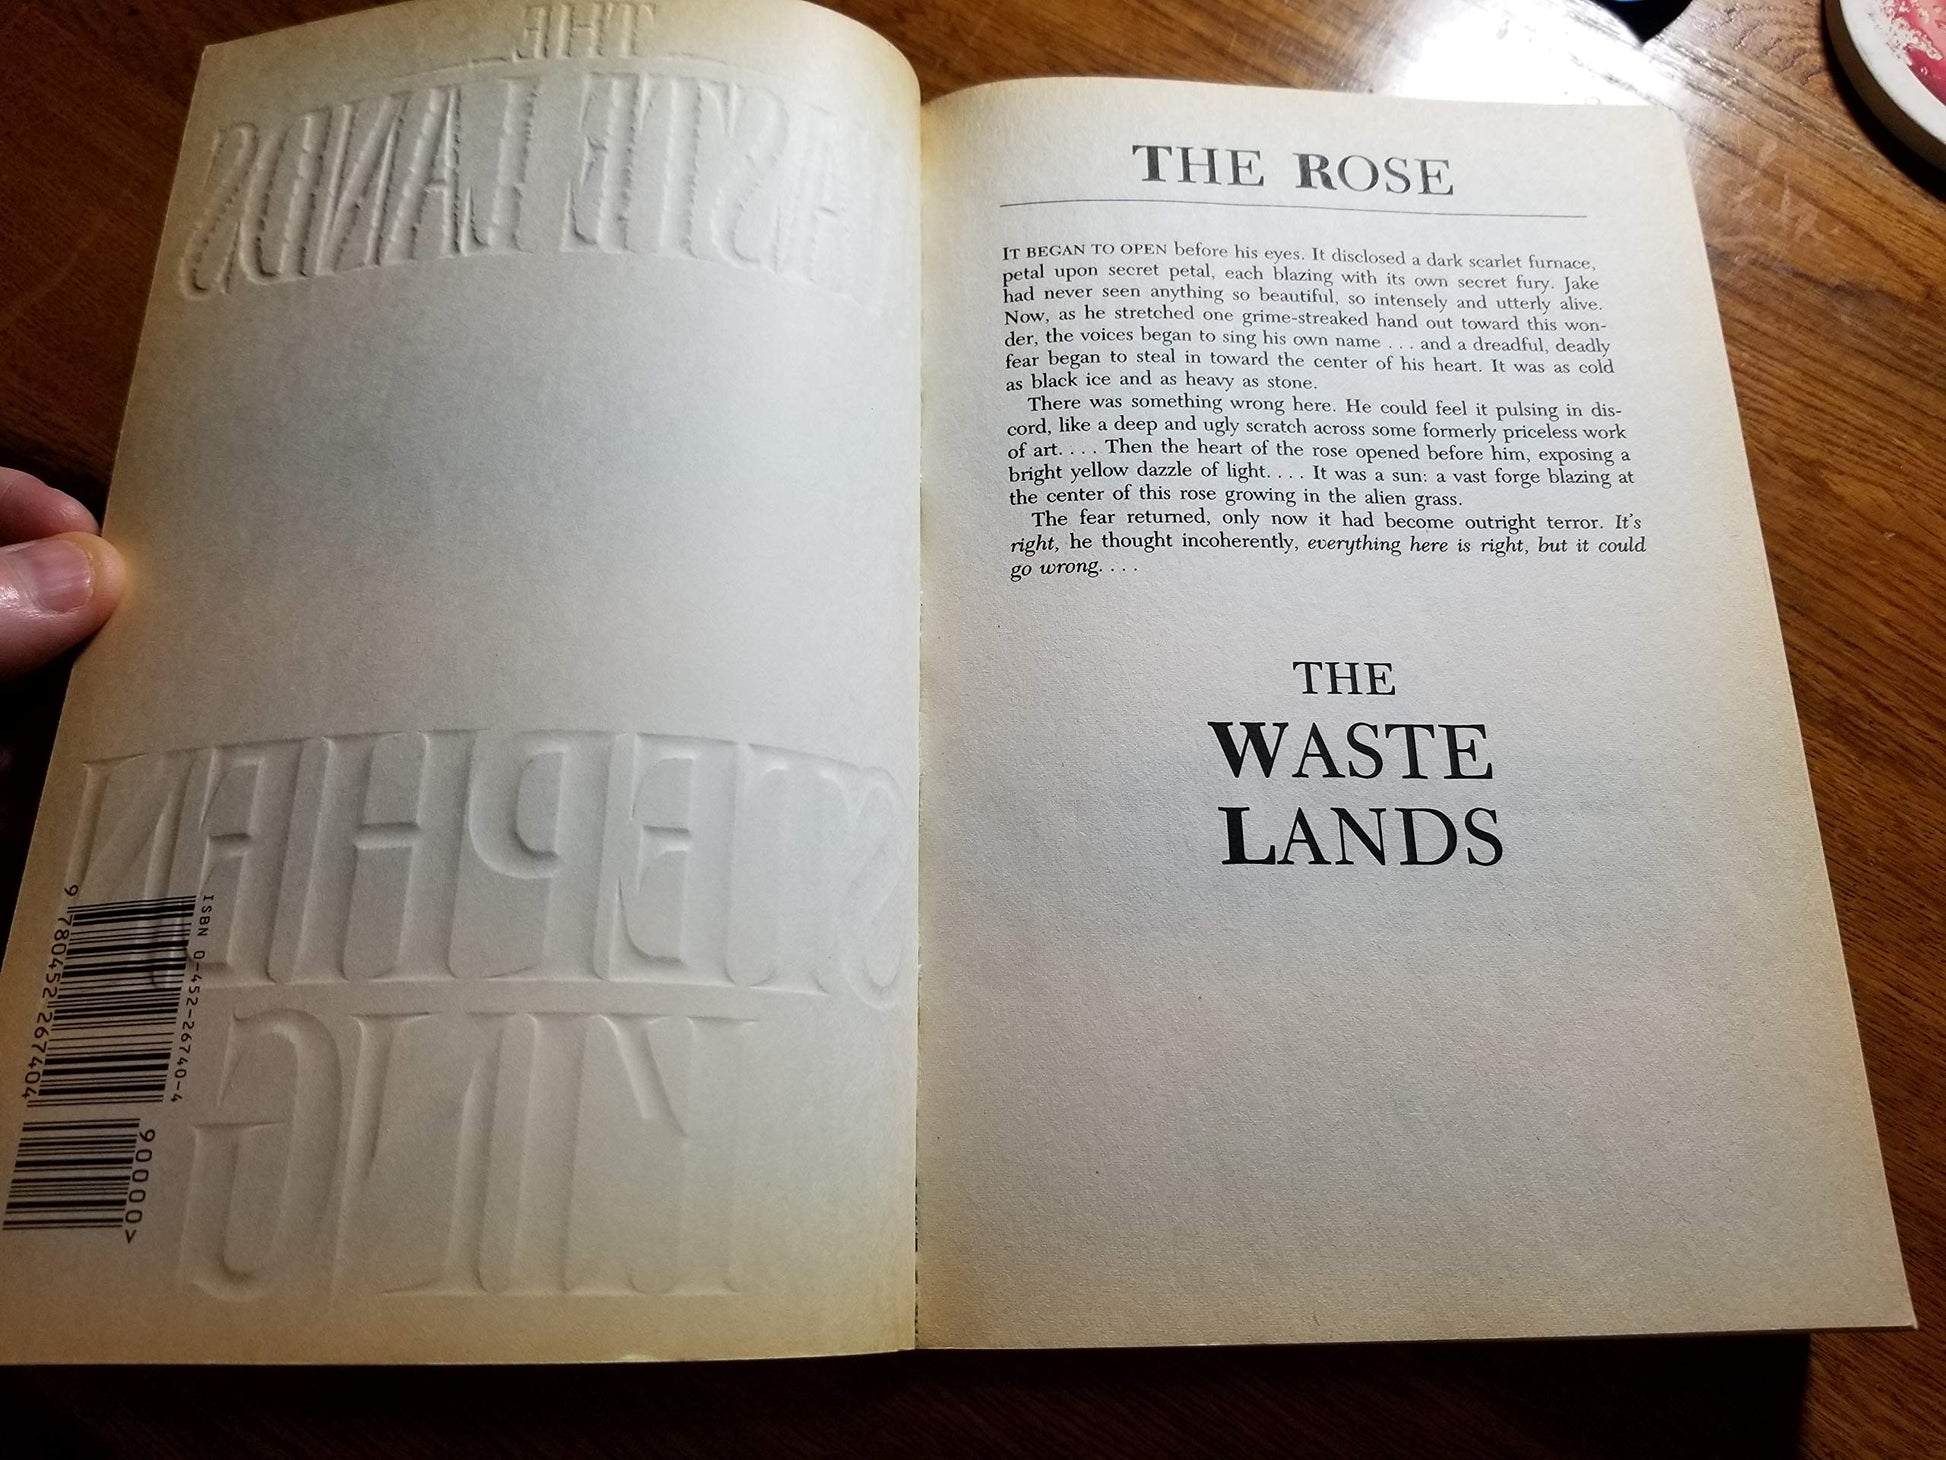 THE
WASTE LANDS
STEPHEN
KING
ISBN 0-452-26740-4
9 780452 267404
90000>
THE ROSE
IT BEGAN TO OPEN before his eyes. It disclosed a dark scarlet furnace,
petal upon secret petal, each blazing with its own secret fury. Jake
had never seen anything so beautiful, so intensely and utterly alive.
Now, as he stretched one grime-streaked hand out toward this won-
der, the voices began to sing his own name . . . and a dreadful, deadly
fear began to steal in toward the center of his heart. It was as cold
as black ice and as heavy as stone.
There was something wrong here. He could feel it pulsing in dis-
cord, like a deep and ugly scratch across some formerly priceless work
of art. . . . Then the heart of the rose opened before him, exposing a
bright yellow dazzle of light. . . . It was a sun: a vast forge blazing at
the center of this rose growing in the alien grass.
The fear returned, only now it had become outright terror. It's
right, he thought incoherently, everything here is right, but it could
go wrong. . . .
THE
WASTE
LANDS